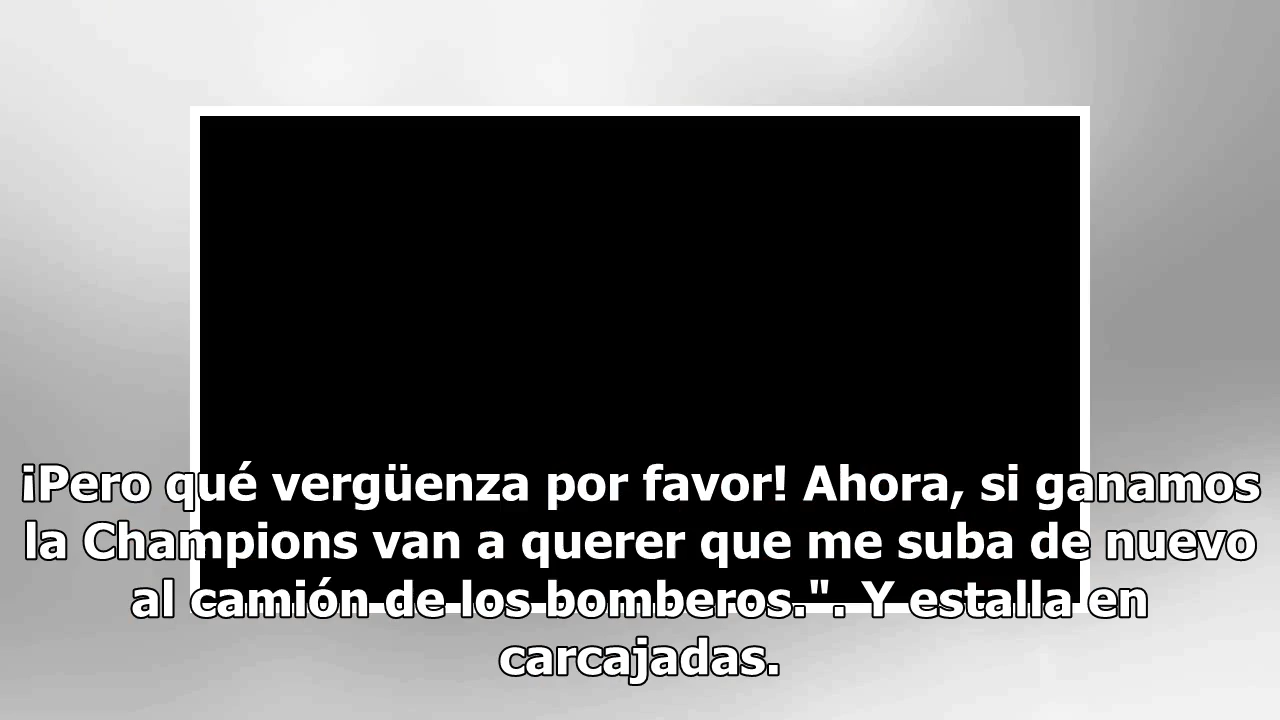 ¡Pero qué vergüenza por favor! Ahora, si ganamos
la Champions van a querer que me suba de nuevo
al camión de los bomberos.". Y estalla en
carcajadas.